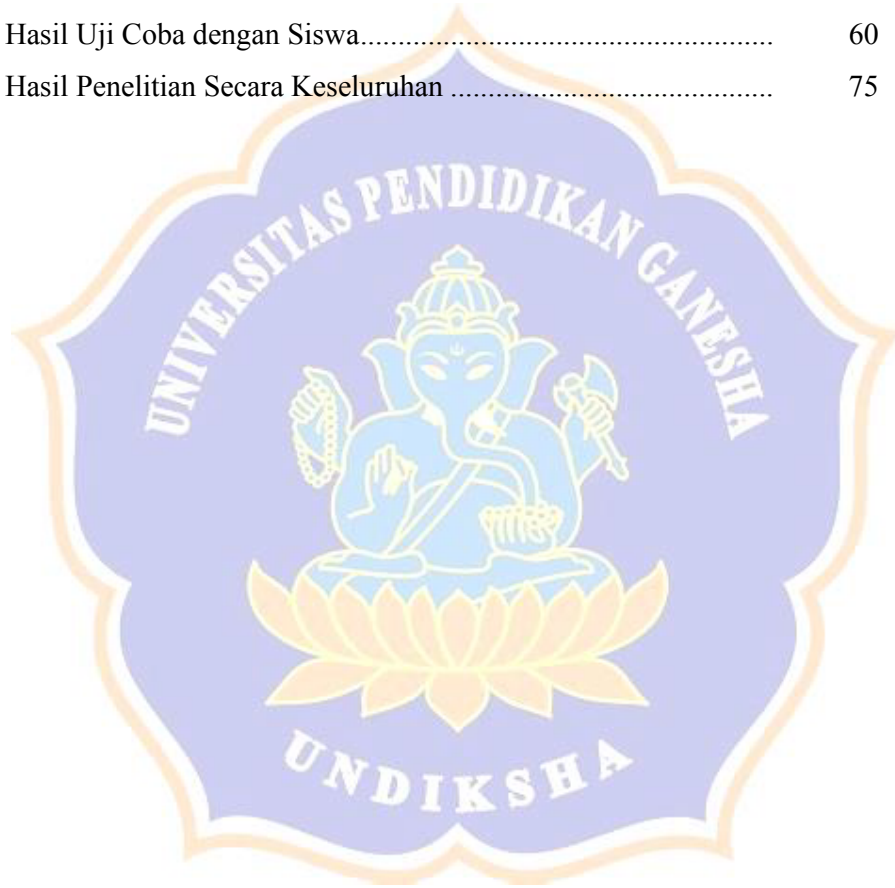 Hasil Uji Coba dengan Siswa...................................................... 60
Hasil Penelitian Secara Keseluruhan .......................................... 75
UNIVERSITAS PENDIDIKAN GANESHA
UNDIKSHA